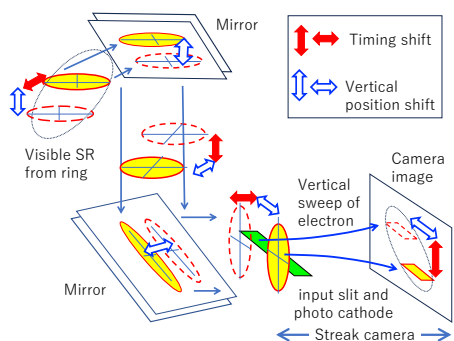 Mirror
Timing shift
Vertical
position shift
Visible SR
from ring
Vertical
sweep of
electron
Camera
image
Mirror
input slit and
photo cathode
Streak camera